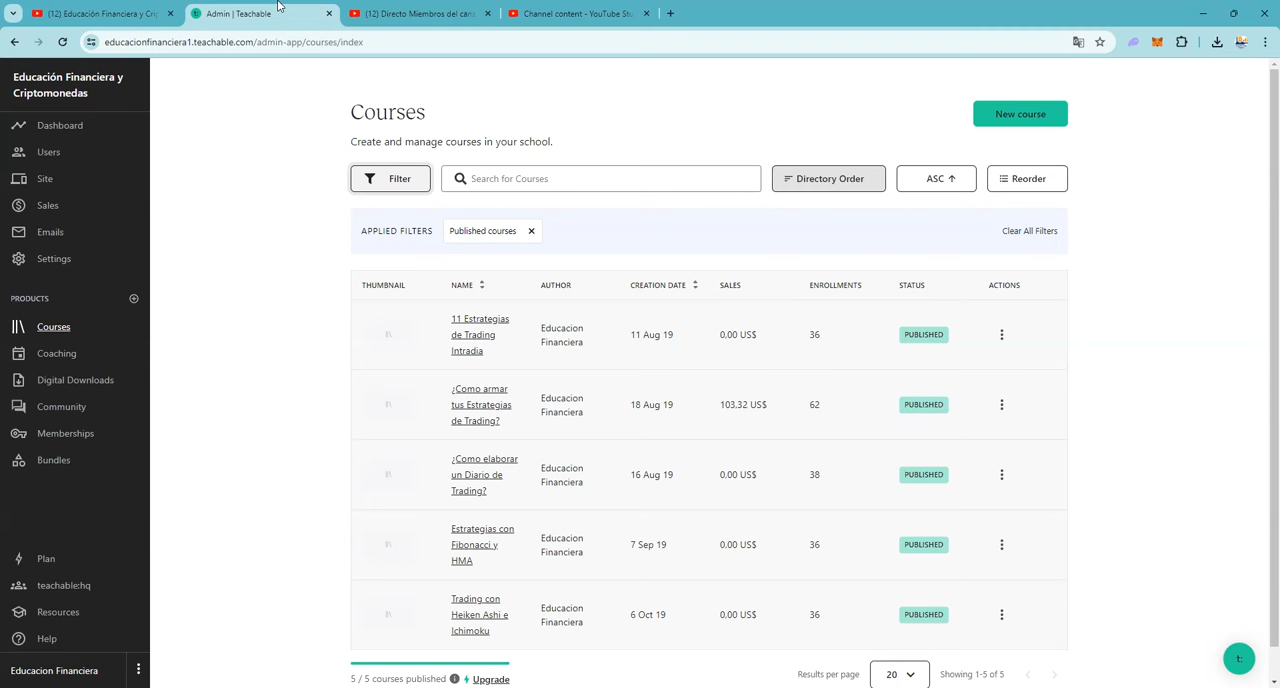 (12) Educación Financiera y Crip
Admin | Teachable
(12) Directo Miembros del cana
Channel content - YouTube Stu
educacionfinanciera1.teachable.com/admin-app/courses/index
Educación Financiera y
Criptomonedas
Dashboard
Users
Site
Sales
Emails
Settings
PRODUCTS
Courses
Coaching
Digital Downloads
Community
Memberships
Bundles
Plan
teachable:hq
Resources
Help
Educacion Financiera
Courses
New course
Create and manage courses in your school.
Filter
Search for Courses
Directory Order
ASC ↑
Reorder
APPLIED FILTERS
Published courses
Clear All Filters
THUMBNAIL NAME AUTHOR CREATION DATE SALES ENROLLMENTS STATUS ACTIONS
11 Estrategias
de Trading
Intradia
Educacion
Financiera
11 Aug 19
0,00 US$
36
PUBLISHED
¿Como armar
tus Estrategias
de Trading?
Educacion
Financiera
18 Aug 19
103,32 US$
62
PUBLISHED
¿Como elaborar
un Diario de
Trading?
Educacion
Financiera
16 Aug 19
0,00 US$
38
PUBLISHED
Estrategias con
Fibonacci y
HMA
Educacion
Financiera
7 Sep 19
0,00 US$
36
PUBLISHED
Trading con
Heiken Ashi e
Ichimoku
Educacion
Financiera
6 Oct 19
0,00 US$
36
PUBLISHED
5 / 5 courses published
Upgrade
Results per page
20
Showing 1-5 of 5
t: